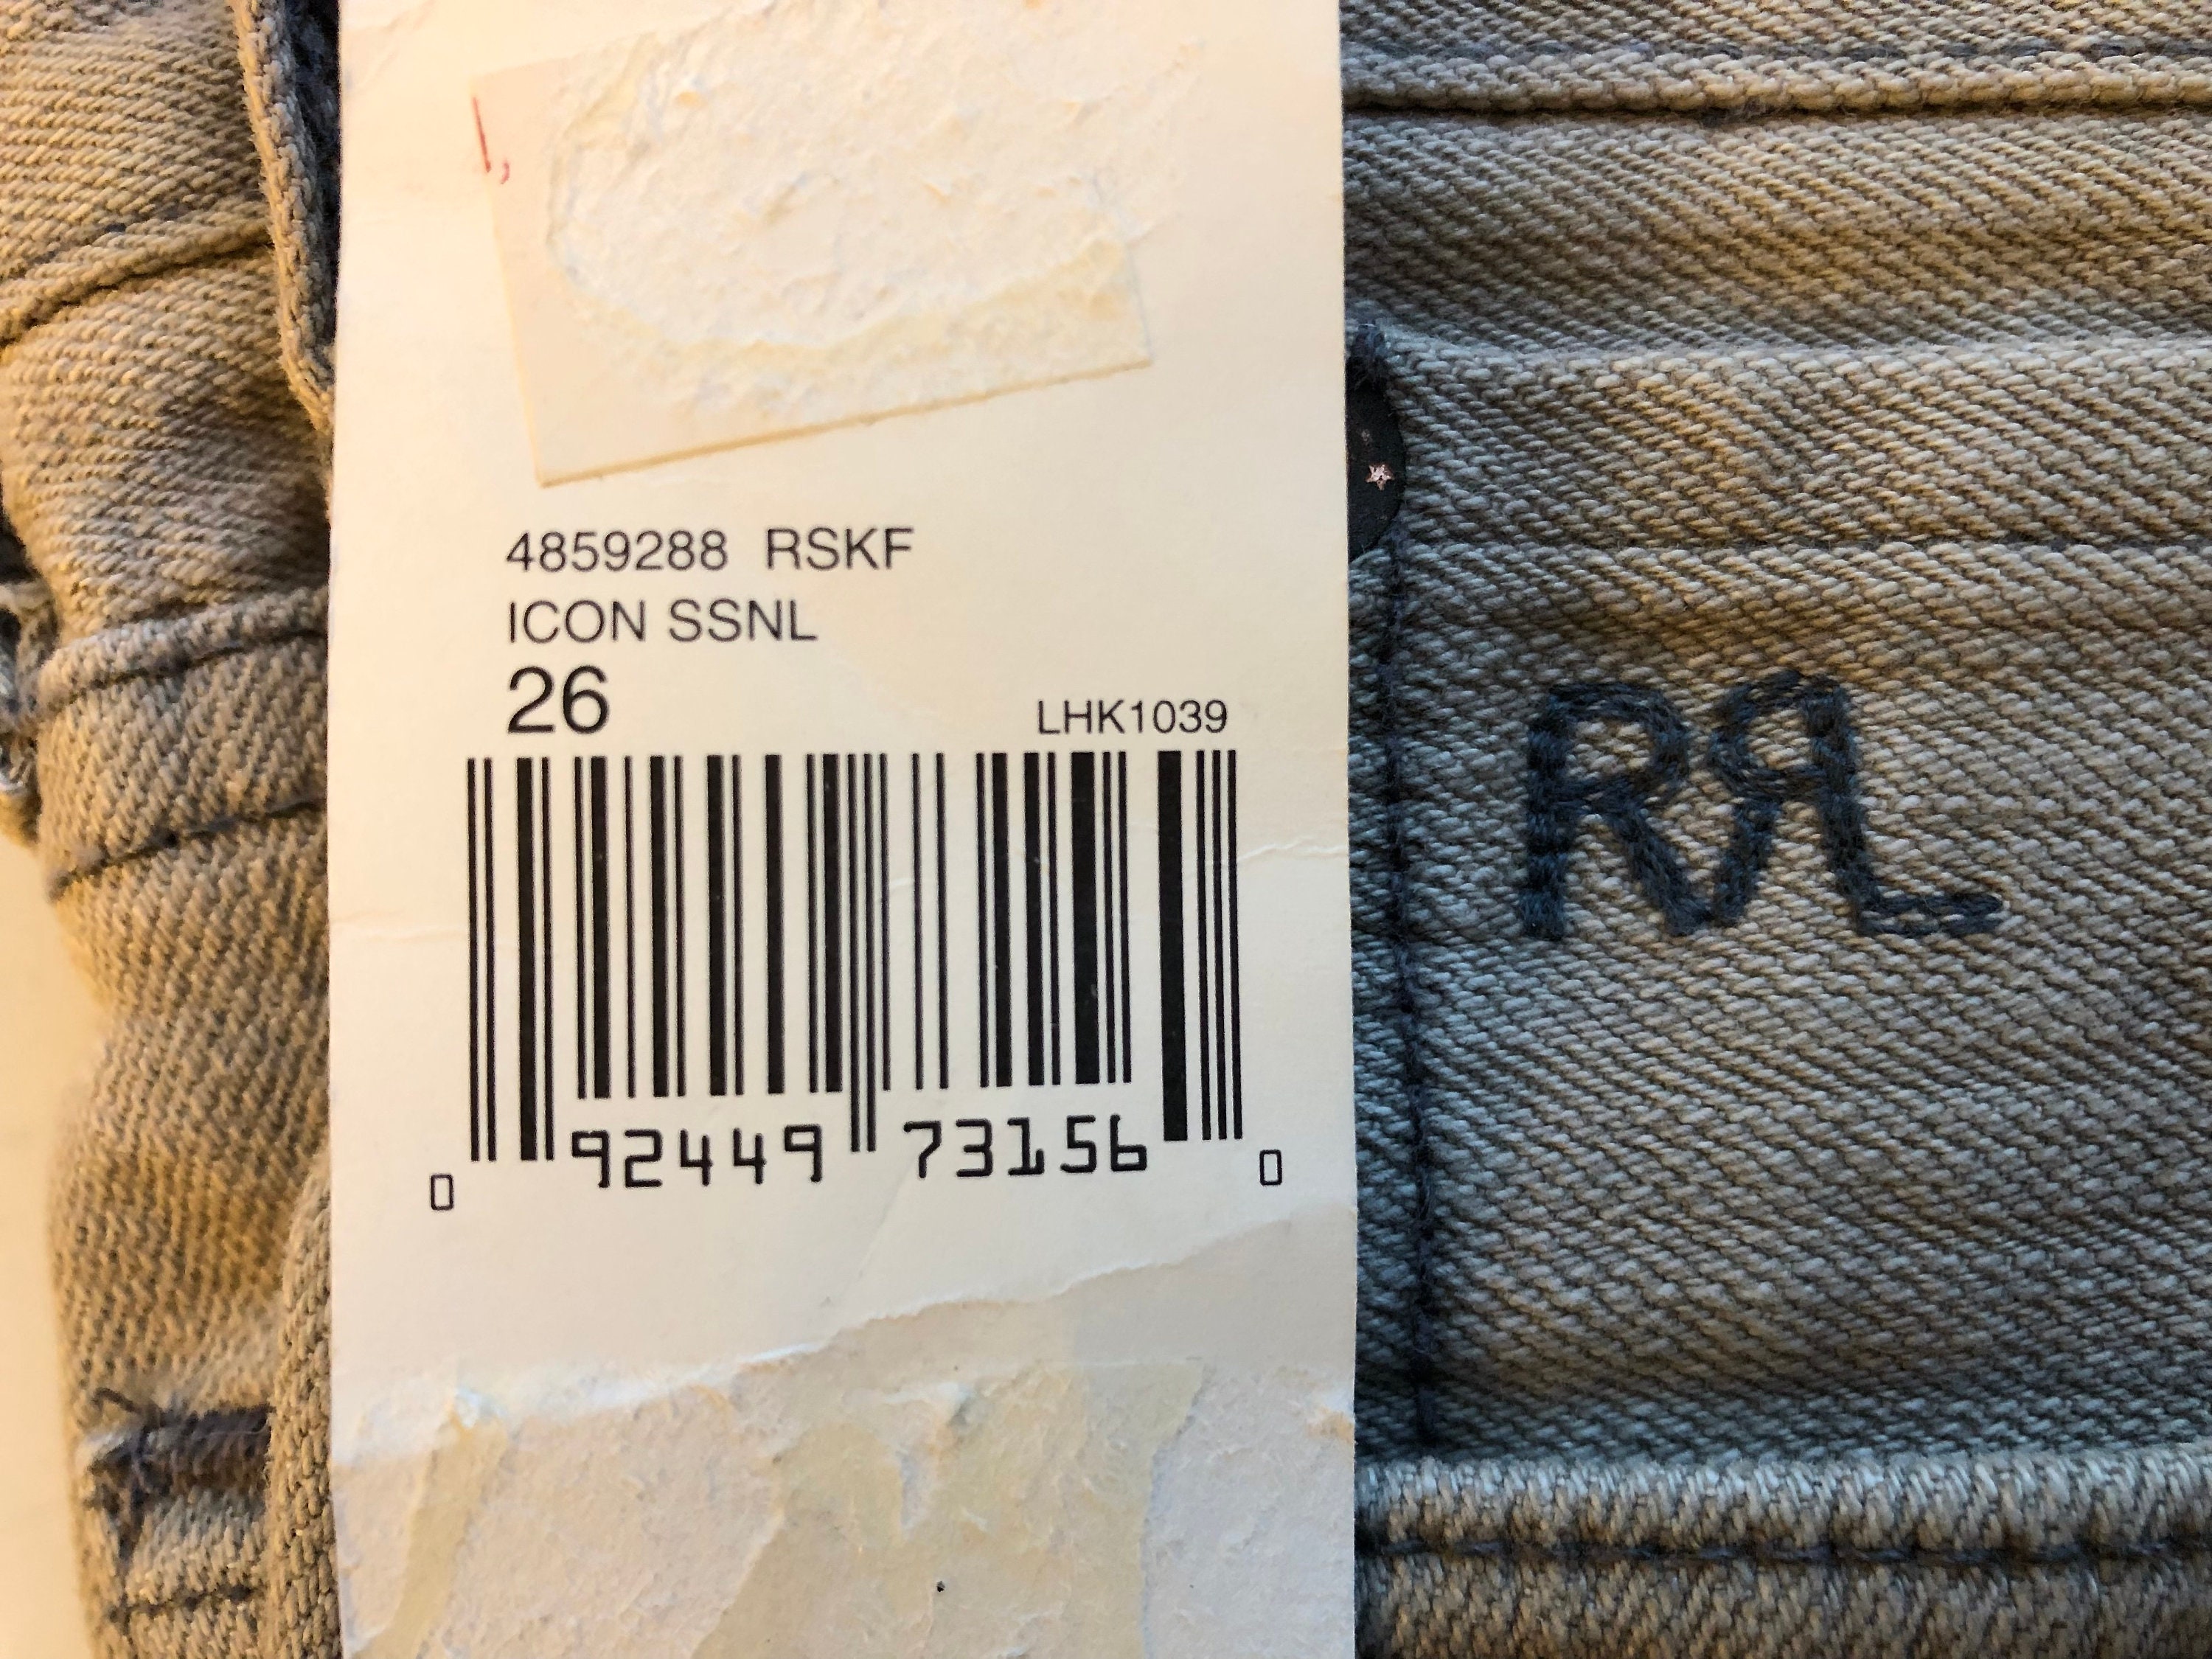 4859288 RSKF
ICON SSNL
26
LHK1039
0 92449 73156 0
RRL